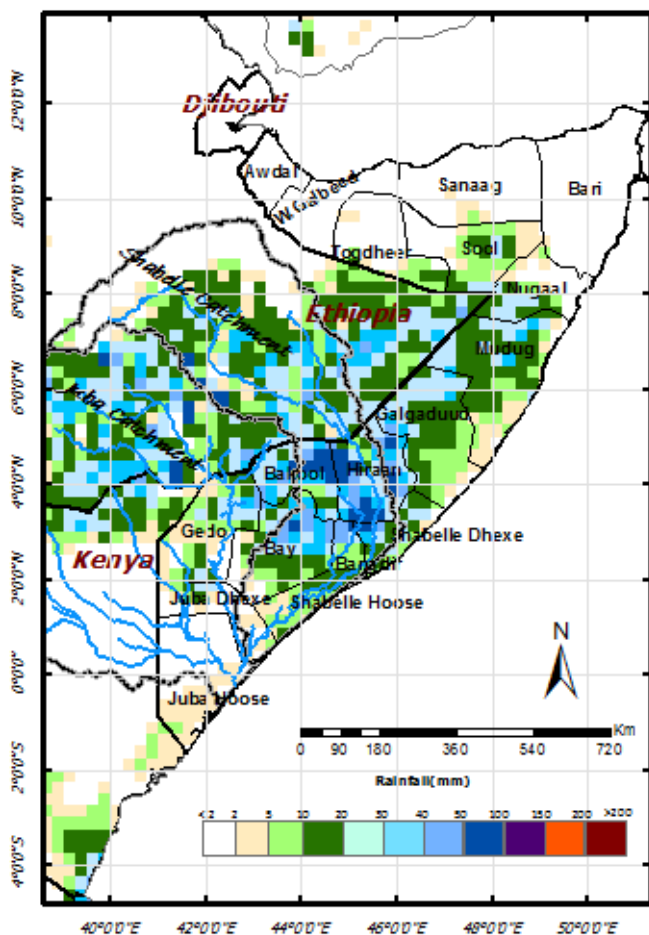 12°0'0"N
10°0'0"N
8°0'0"N
6°0'0"N
4°0'0"N
2°0'0"N
0°0'0"
2°0'0"S
4°0'0"S
Djibouti
Awdal
W.Galbeed
Sanaag
Bari
Togdheer
Sool
Nugaal
Shabelle Catchment
Ethiopia
Mudug
Juba Catchment
Galgaduud
Bakool
Hiraan
Gedo
Shabelle Dhexe
Kenya
Bay
Banadir
Juba Dhexe
Shabelle Hoose
Juba Hoose
N
Km
0 90 180 360 540 720
Rainfall(mm)
<2 2 5 10 20 30 40 50 100 150 200 >200
40°0'0"E 42°0'0"E 44°0'0"E 46°0'0"E 48°0'0"E 50°0'0"E